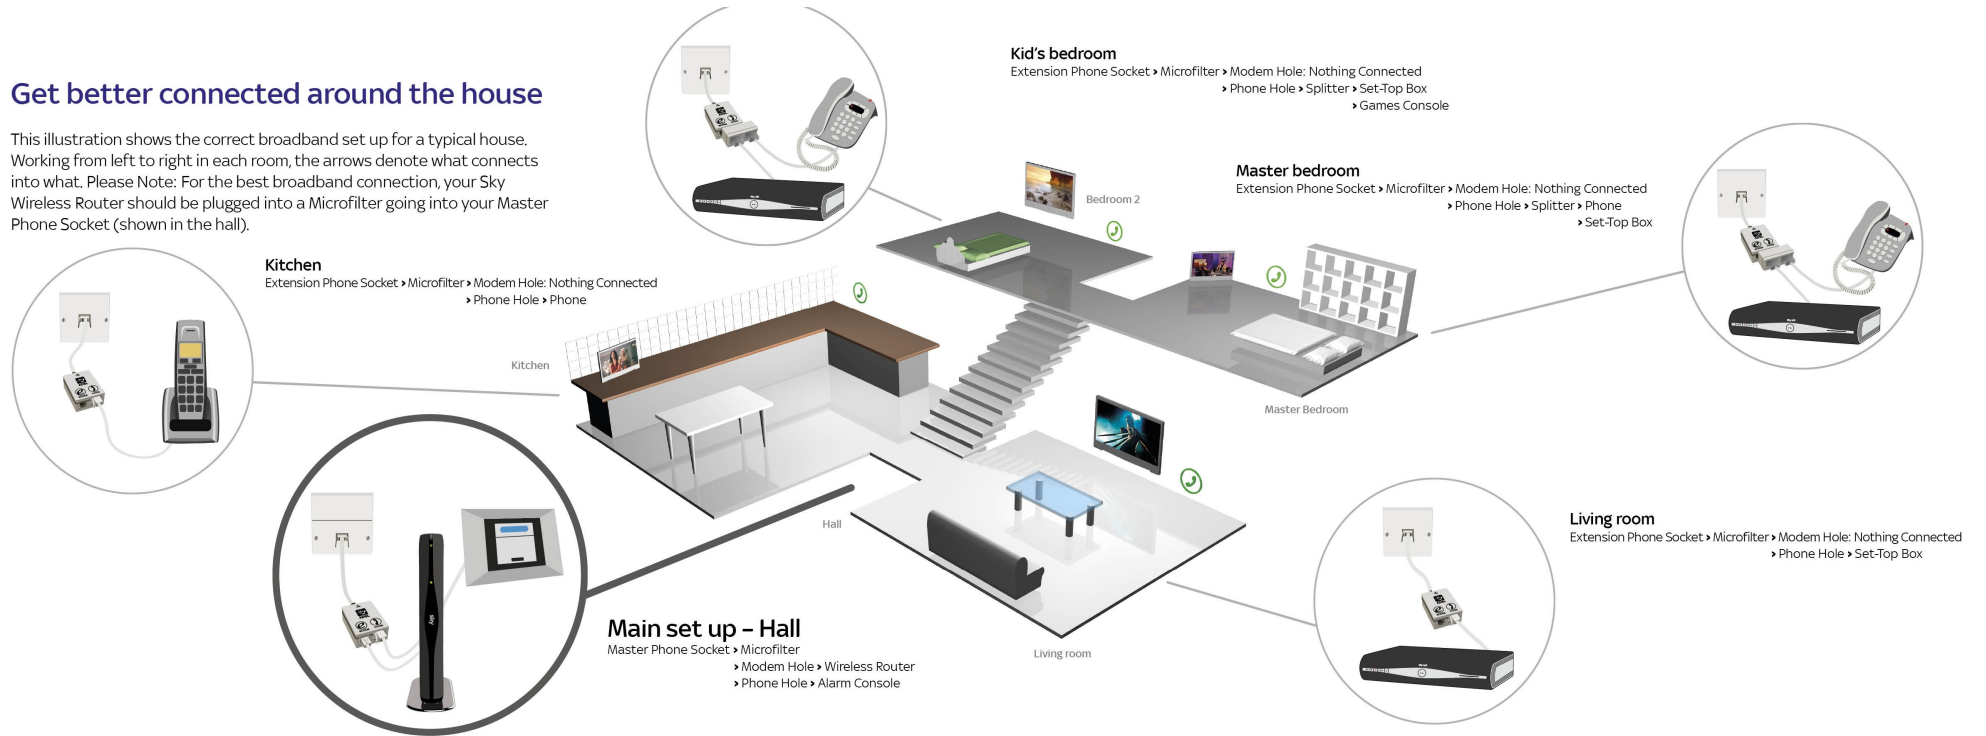 Get better connected around the house
This illustration shows the correct broadband set up for a typical house.
Working from left to right in each room, the arrows denote what connects
into what. Please Note: For the best broadband connection, your Sky
Wireless Router should be plugged into a Microfilter going into your Master
Phone Socket (shown in the hall).
Kid's bedroom
Extension Phone Socket › Microfilter › Modem Hole: Nothing Connected
› Phone Hole › Splitter › Set-Top Box
› Games Console
Master bedroom
Extension Phone Socket › Microfilter › Modem Hole: Nothing Connected
› Phone Hole › Splitter › Phone
› Set-Top Box
Bedroom 2
Kitchen
Extension Phone Socket › Microfilter › Modem Hole: Nothing Connected
› Phone Hole › Phone
Kitchen
Master Bedroom
Hall
Living room
Extension Phone Socket › Microfilter › Modem Hole: Nothing Connected
› Phone Hole › Set-Top Box
sky
Main set up – Hall
Master Phone Socket › Microfilter
› Modem Hole › Wireless Router
› Phone Hole › Alarm Console
Living room